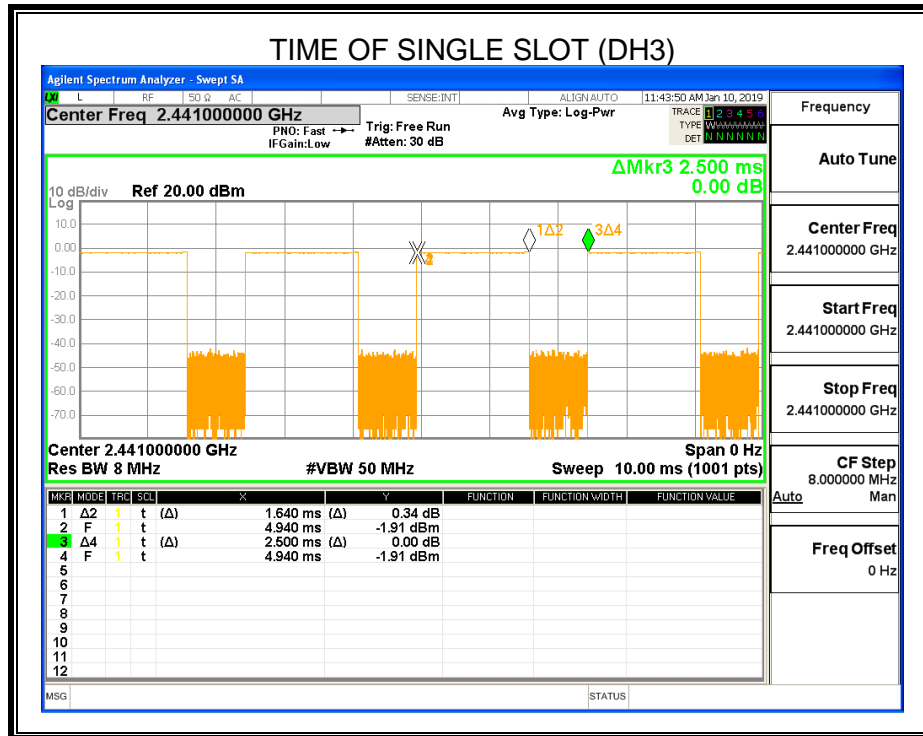 TIME OF SINGLE SLOT (DH3)
Agilent Spectrum Analyzer - Swept SA
LXI L RF 50 Ω AC SENSE:INT ALIGN AUTO 11:43:50 AM Jan 10, 2019
Center Freq 2.441000000 GHz
PNO: Fast
IFGain:Low
Trig: Free Run
#Atten: 30 dB
Avg Type: Log-Pwr
TRACE 1 2 3 4 5 6
TYPE W
DET N N N N N N
ΔMkr3 2.500 ms
0.00 dB
10 dB/div Ref 20.00 dBm
Log
10.0
0.00
-10.0
-20.0
-30.0
-40.0
-50.0
-60.0
-70.0
1Δ2
3Δ4
Center 2.441000000 GHz Span 0 Hz
Res BW 8 MHz #VBW 50 MHz Sweep 10.00 ms (1001 pts)
MKR MODE TRC SCL X Y FUNCTION FUNCTION WIDTH FUNCTION VALUE
1 Δ2 1 t (Δ) 1.640 ms (Δ) 0.34 dB
2 F 1 t 4.940 ms -1.91 dBm
3 Δ4 1 t (Δ) 2.500 ms (Δ) 0.00 dB
4 F 1 t 4.940 ms -1.91 dBm
5
6
7
8
9
10
11
12
MSG STATUS
Frequency
Auto Tune
Center Freq
2.441000000 GHz
Start Freq
2.441000000 GHz
Stop Freq
2.441000000 GHz
CF Step
8.000000 MHz
Auto Man
Freq Offset
0 Hz